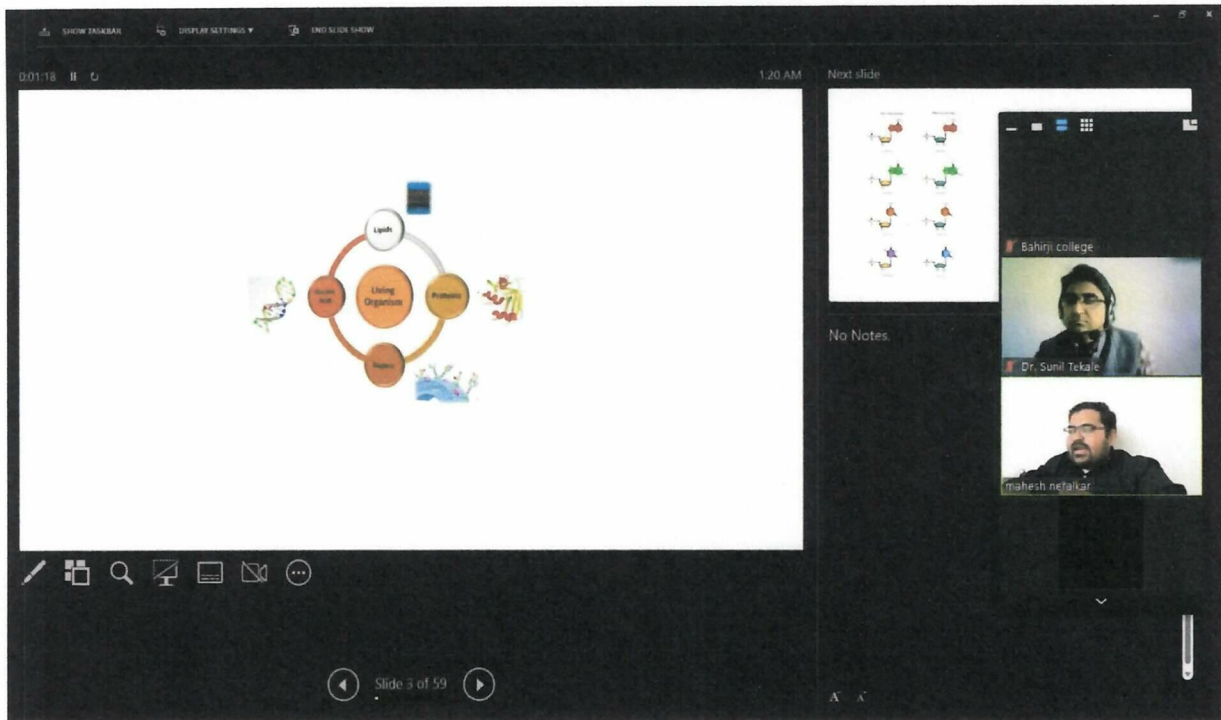 SHOW TASKBAR
DISPLAY SETTINGS ▼
END SLIDE SHOW
0:01:18
1:20 AM
Next slide
Lipids
Living
Organism
Proteins
Bahirji college
No Notes.
Dr. Sunil Tekale
mahesh nefalkar
Slide 3 of 59
A A